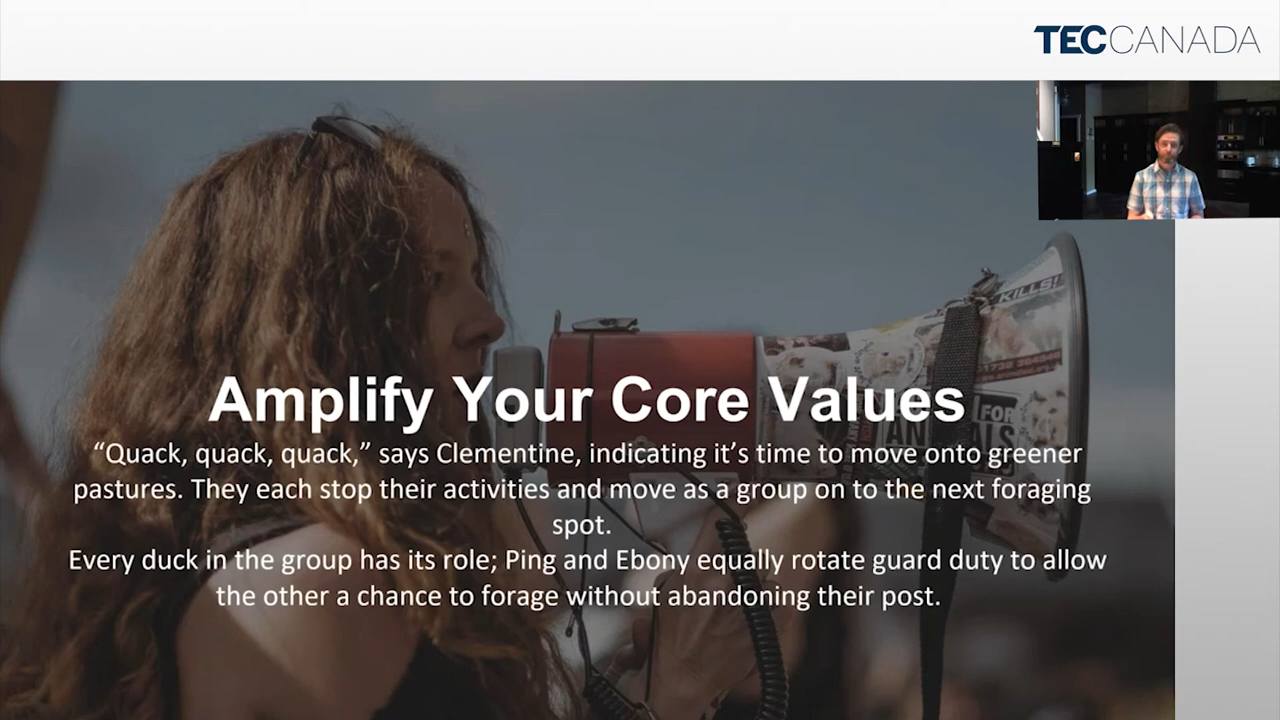 TECCANADA
KILLS!
Amplify Your Core Values
FOR
“Quack, quack, quack,” says Clementine, indicating it’s time to move onto greener
pastures. They each stop their activities and move as a group on to the next foraging
spot.
Every duck in the group has its role; Ping and Ebony equally rotate guard duty to allow
the other a chance to forage without abandoning their post.